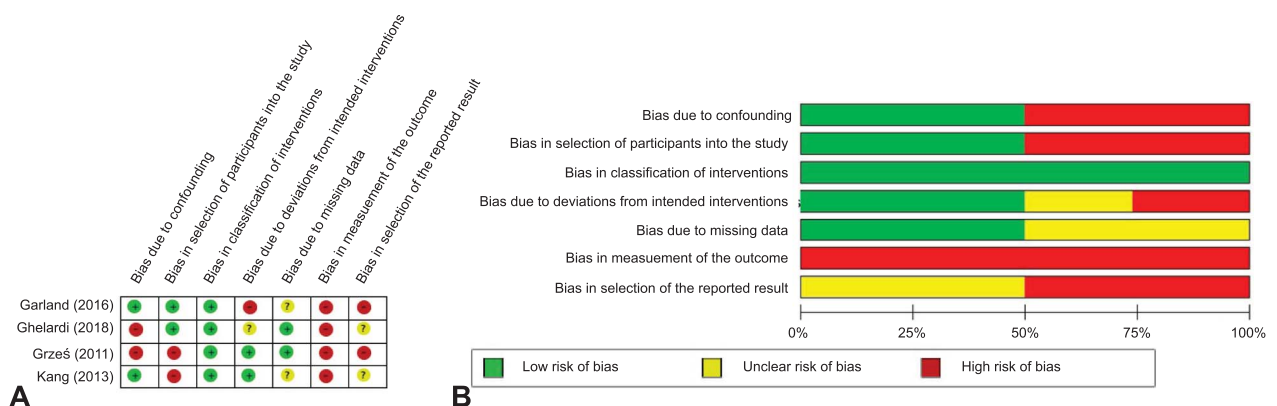 Bias due to confounding
Bias in selection of participants into the study
Bias in classification of interventions
Bias due to deviations from intended interventions
Bias due to missing data
Bias in measuement of the outcome
Bias in selection of the reported result
Garland (2016) + + + - ? - -
Ghelardi (2018) - + + ? + - ?
Grześ (2011) - - + + + - -
Kang (2013) + - + + ? - ?
A
Bias due to confounding
Bias in selection of participants into the study
Bias in classification of interventions
Bias due to deviations from intended interventions
Bias due to missing data
Bias in measuement of the outcome
Bias in selection of the reported result
0% 25% 50% 75% 100%
Low risk of bias Unclear risk of bias High risk of bias
B